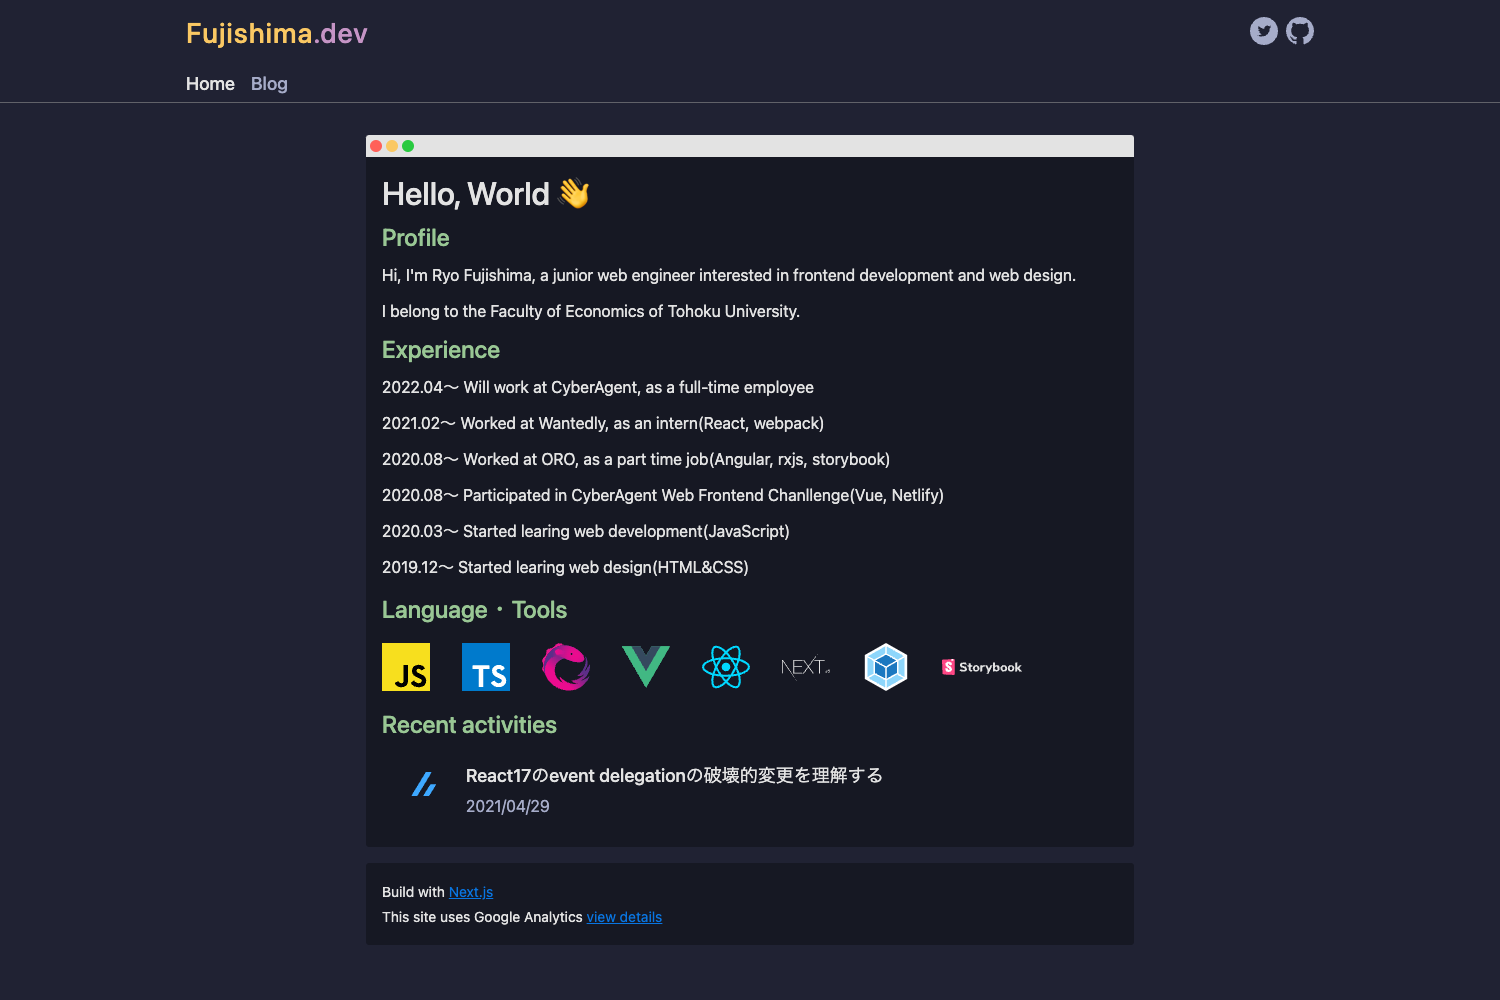 Fujishima.dev
Home Blog
Hello, World 👋
Profile
Hi, I'm Ryo Fujishima, a junior web engineer interested in frontend development and web design.
I belong to the Faculty of Economics of Tohoku University.
Experience
2022.04〜 Will work at CyberAgent, as a full-time employee
2021.02〜 Worked at Wantedly, as an intern(React, webpack)
2020.08〜 Worked at ORO, as a part time job(Angular, rxjs, storybook)
2020.08〜 Participated in CyberAgent Web Frontend Chanllenge(Vue, Netlify)
2020.03〜 Started learing web development(JavaScript)
2019.12〜 Started learing web design(HTML&CSS)
Language・Tools
JS TS NEXT.JS S Storybook
Recent activities
React17のevent delegationの破壊的変更を理解する
2021/04/29
Build with Next.js
This site uses Google Analytics view details